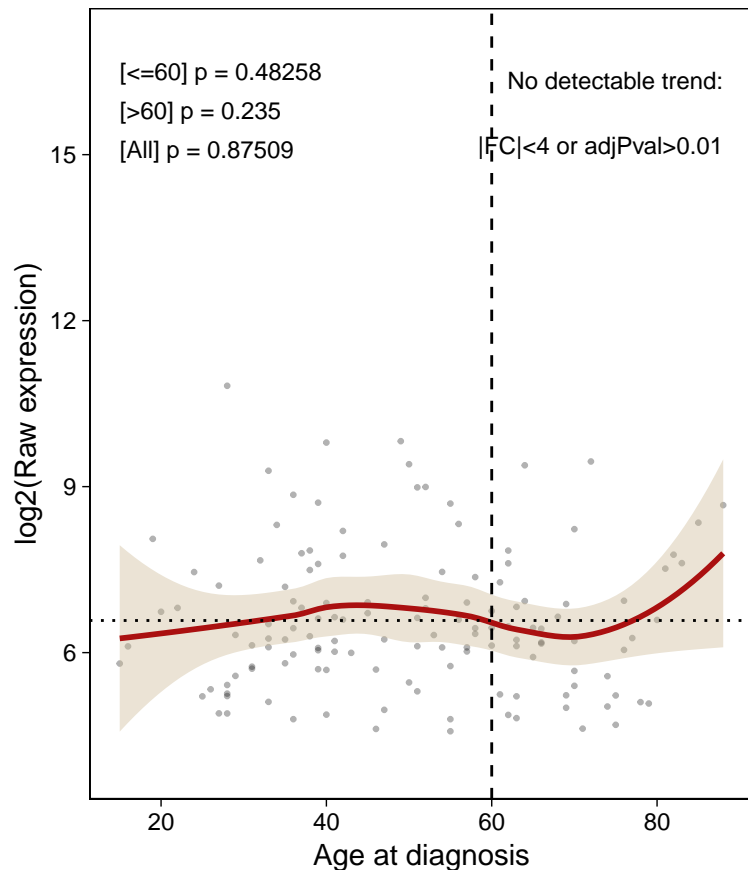 [<=60] p = 0.48258
[>60] p = 0.235
[All] p = 0.87509
No detectable trend:
|FC|<4 or adjPval>0.01
log2(Raw expression)
15
12
9
6
20
40
60
80
Age at diagnosis